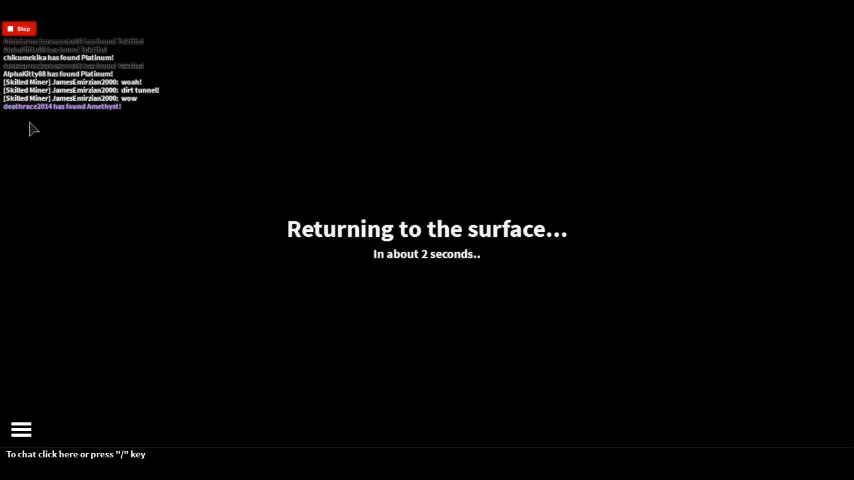 Stop
chikumekika has found Platinum!
AlphaKitty88 has found Platinum!
[Skilled Miner] JamesEmirzian2000: woah!
[Skilled Miner] JamesEmirzian2000: dirt tunnel!
[Skilled Miner] JamesEmirzian2000: wow
deathrace2014 has found Amethyst!
Returning to the surface...
In about 2 seconds..
To chat click here or press "/" key